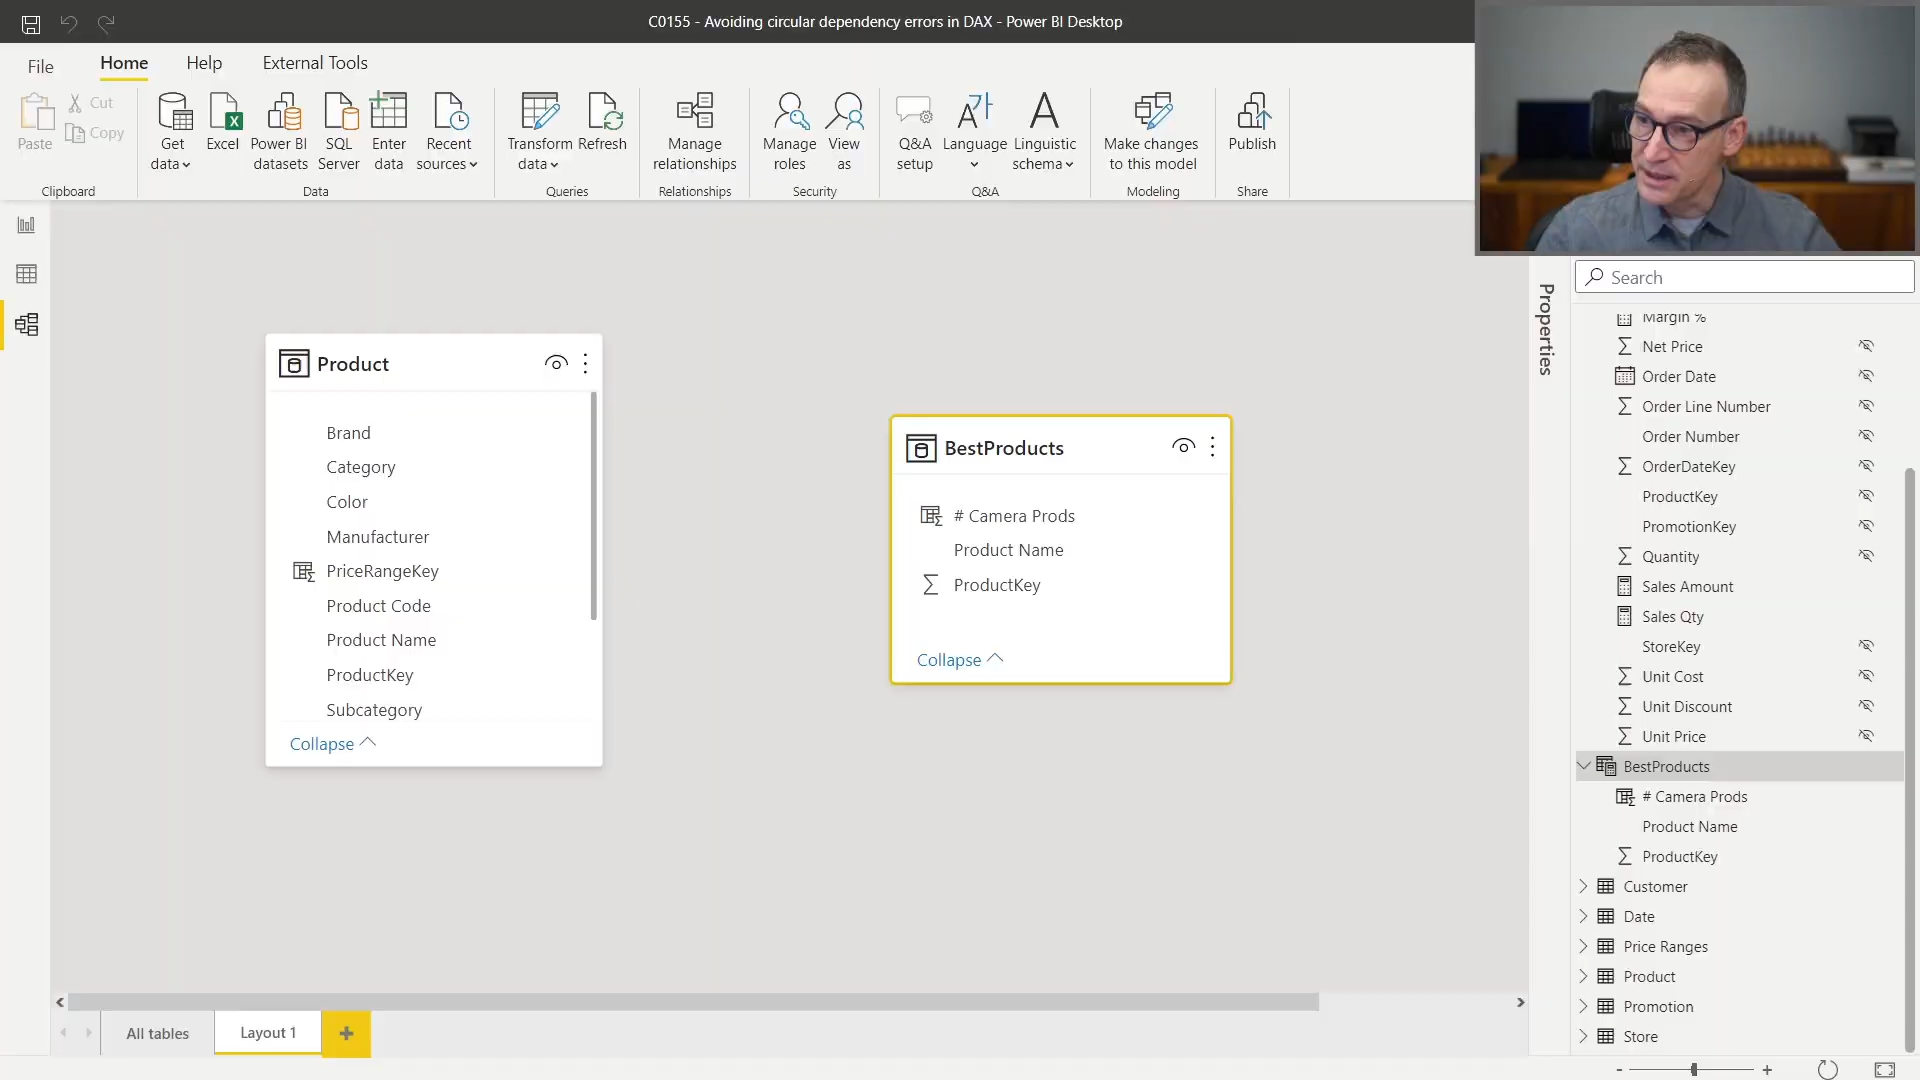 C0155 - Avoiding circular dependency errors in DAX - Power BI Desktop
File
Home
Help
External Tools
Paste
Cut
Copy
Clipboard
Get
data
Excel
Power BI
datasets
SQL
Server
Enter
data
Recent
sources
Data
Transform
data
Refresh
Queries
Manage
relationships
Relationships
Manage
roles
View
as
Security
Q&A
setup
Language
Linguistic
schema
Q&A
Make changes
to this model
Modeling
Publish
Share
Product
Brand
Category
Color
Manufacturer
PriceRangeKey
Product Code
Product Name
ProductKey
Subcategory
Collapse
BestProducts
# Camera Prods
Product Name
ProductKey
Collapse
Properties
Search
Margin %
Net Price
Order Date
Order Line Number
Order Number
OrderDateKey
ProductKey
PromotionKey
Quantity
Sales Amount
Sales Qty
StoreKey
Unit Cost
Unit Discount
Unit Price
BestProducts
# Camera Prods
Product Name
ProductKey
Customer
Date
Price Ranges
Product
Promotion
Store
All tables
Layout 1